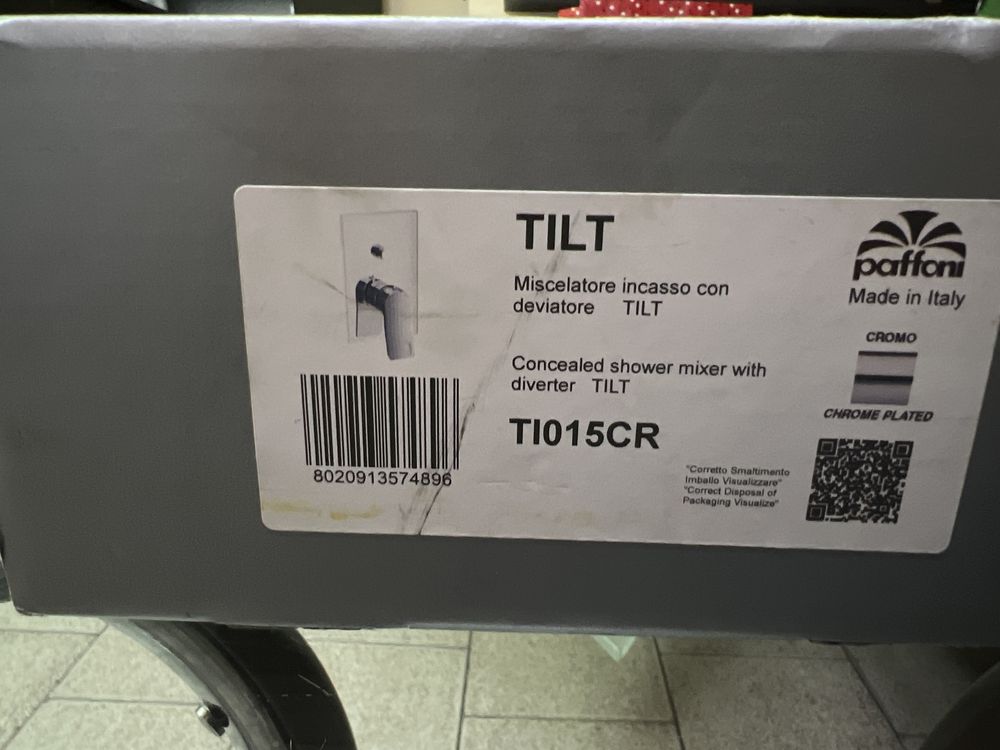 TILT
Miscelatore incasso con
deviatore TILT
Concealed shower mixer with
diverter TILT
TI015CR
8020913574896
paffoni
Made in Italy
CROMO
CHROME PLATED
"Corretto Smaltimento
Imballo Visualizzare"
"Correct Disposal of
Packaging Visualize"